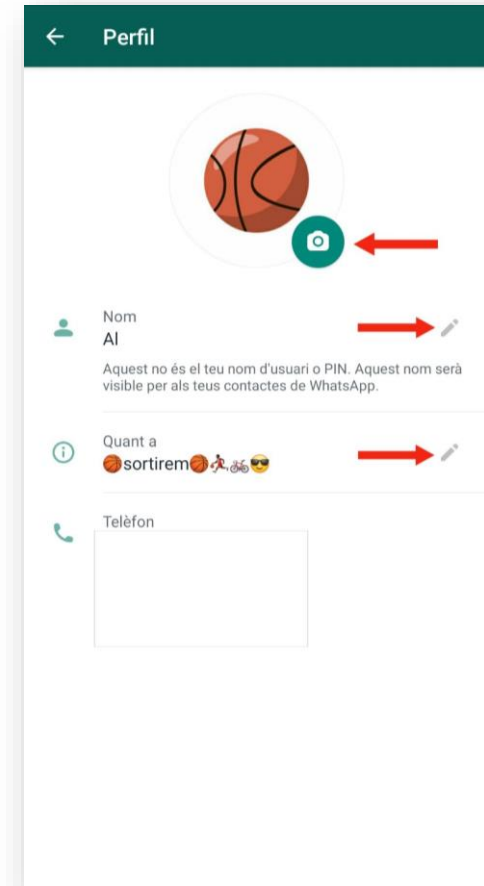 Perfil
Nom
Al
Aquest no és el teu nom d'usuari o PIN. Aquest nom serà
visible per als teus contactes de WhatsApp.
Quant a
🏀sortirem🏀🏃🚲😎
Telèfon